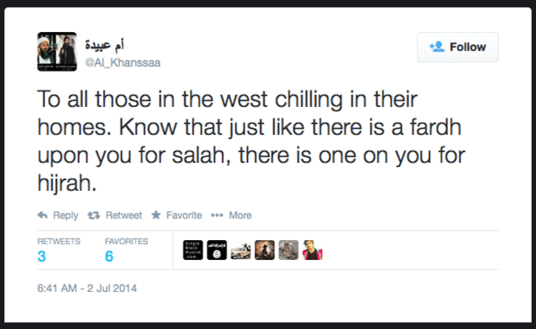 أم عبيدة
@Al_Khanssaa
Follow
To all those in the west chilling in their
homes. Know that just like there is a fardh
upon you for salah, there is one on you for
hijrah.
Reply Retweet Favorite ••• More
RETWEETS FAVORITES
3 6
6:41 AM - 2 Jul 2014